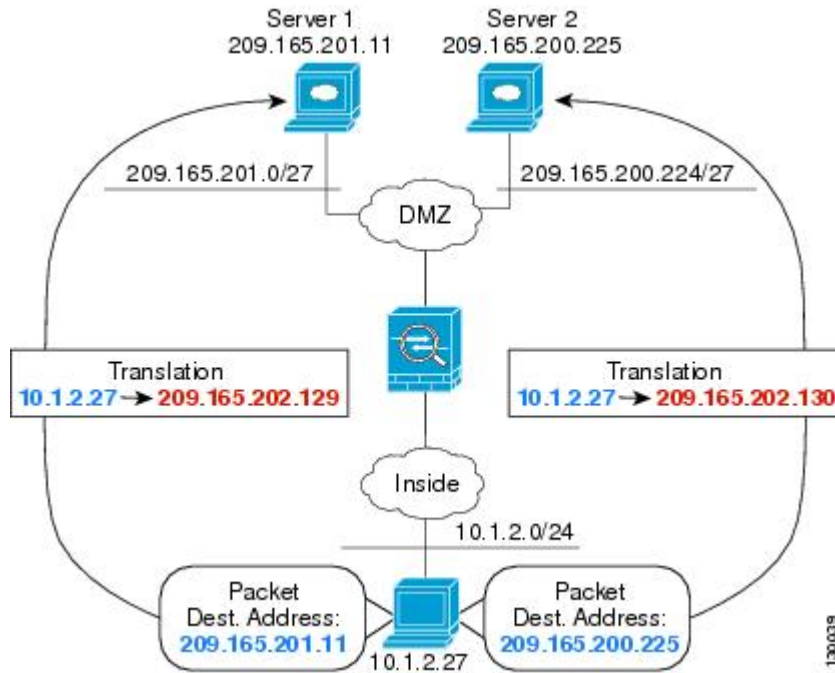 Server 1
209.165.201.11
Server 2
209.165.200.225
209.165.201.0/27
209.165.200.224/27
DMZ
Translation
10.1.2.27 → 209.165.202.129
Translation
10.1.2.27 → 209.165.202.130
Inside
10.1.2.0/24
Packet
Dest. Address:
209.165.201.11
Packet
Dest. Address:
209.165.200.225
10.1.2.27
130039